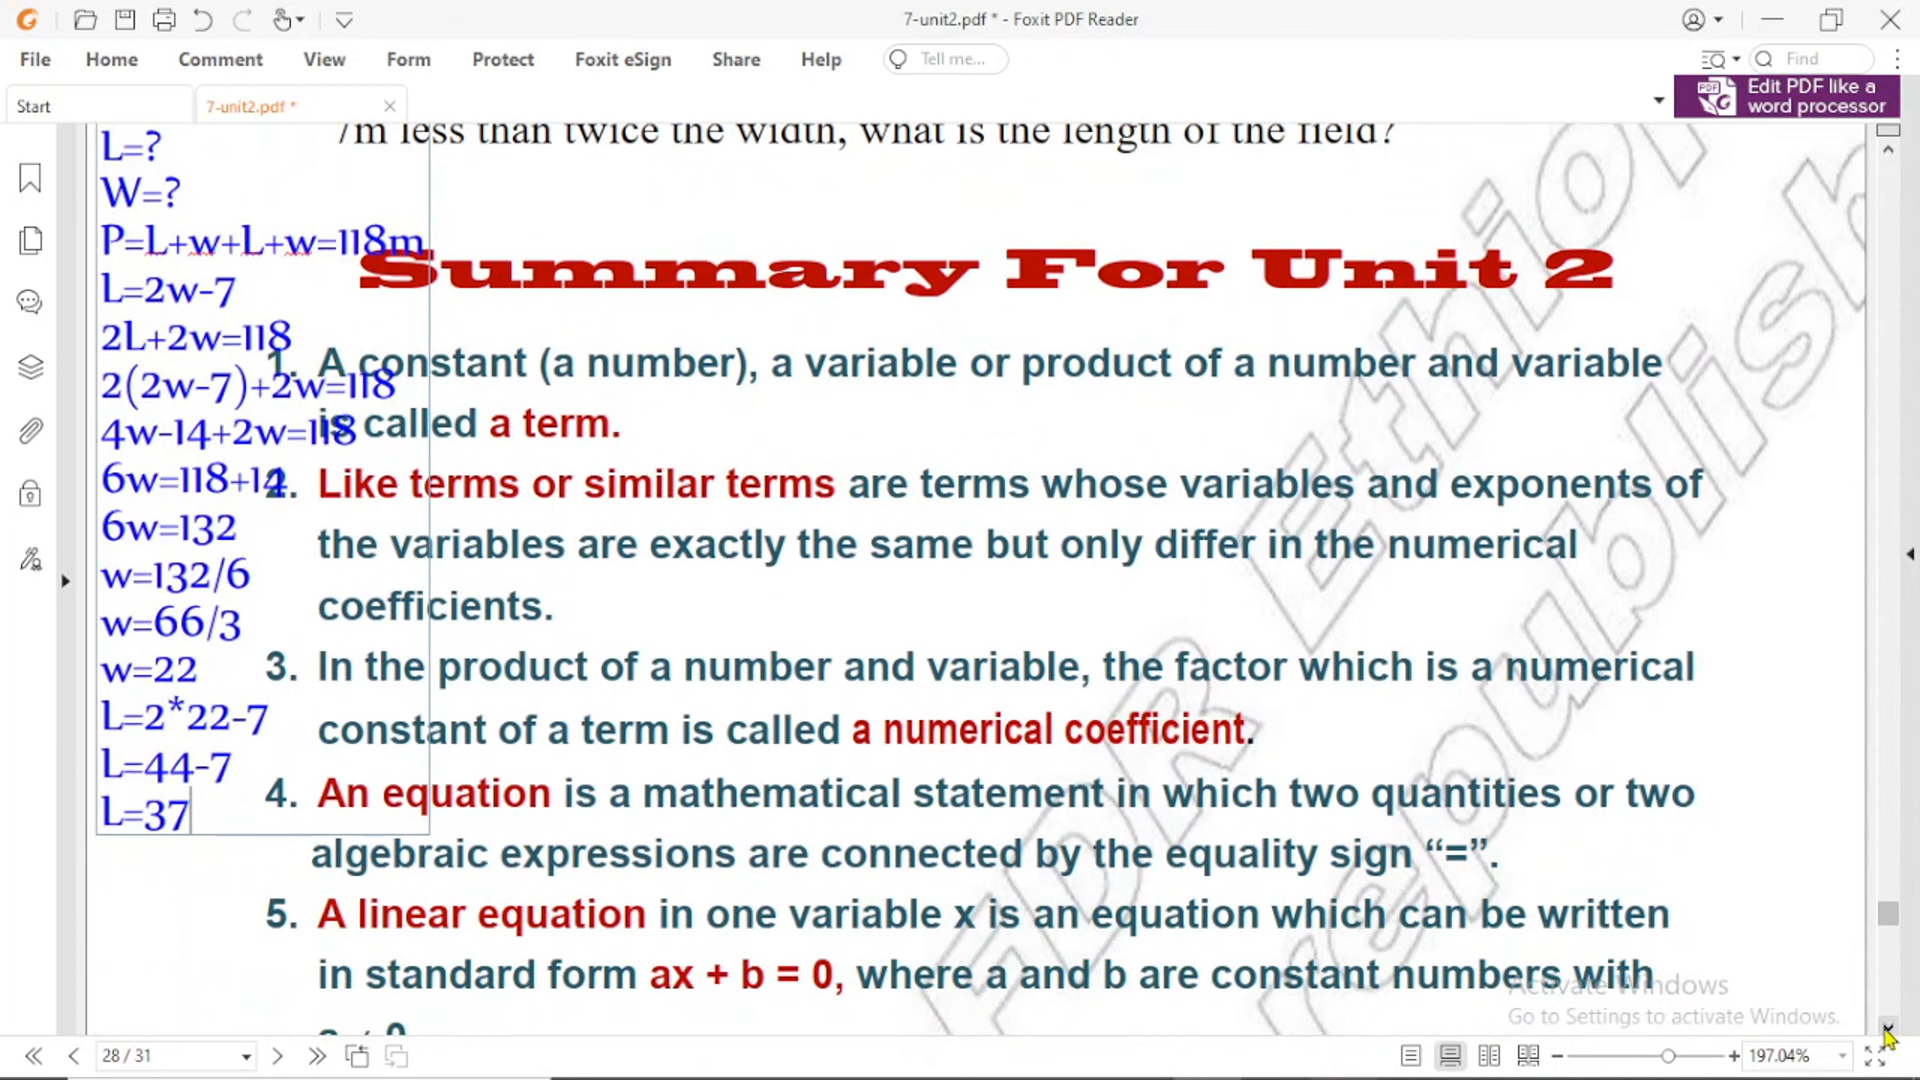 7-unit2.pdf * - Foxit PDF Reader
File Home Comment View Form Protect Foxit eSign Share Help Tell me... Find
Start 7-unit2.pdf * Edit PDF like a
word processor
7m less than twice the width, what is the length of the field?
L=?
W=?
P=L+w+L+w=118m
L=2w-7
2L+2w=118
2(2w-7)+2w=118
4w-14+2w=118
6w=118+14
6w=132
w=132/6
w=66/3
w=22
L=2*22-7
L=44-7
L=37
Summary For Unit 2
1. A constant (a number), a variable or product of a number and variable
is called a term.
2. Like terms or similar terms are terms whose variables and exponents of
the variables are exactly the same but only differ in the numerical
coefficients.
3. In the product of a number and variable, the factor which is a numerical
constant of a term is called a numerical coefficient.
4. An equation is a mathematical statement in which two quantities or two
algebraic expressions are connected by the equality sign “=”.
5. A linear equation in one variable x is an equation which can be written
in standard form ax + b = 0, where a and b are constant numbers with
FDR Ethiop
republish
Activate Windows
Go to Settings to activate Windows.
28 / 31 197.04%